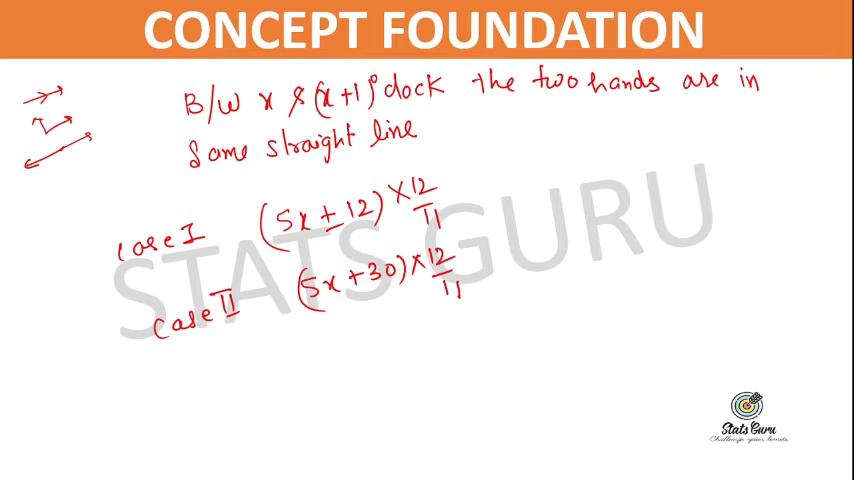 CONCEPT FOUNDATION
B/W x & (x+1)° clock the two hands are in
same straight line
case I (5x ± 12) × 12/11
case II (5x + 30) × 12/11
STATS GURU
Stats Guru
Challenge your limits